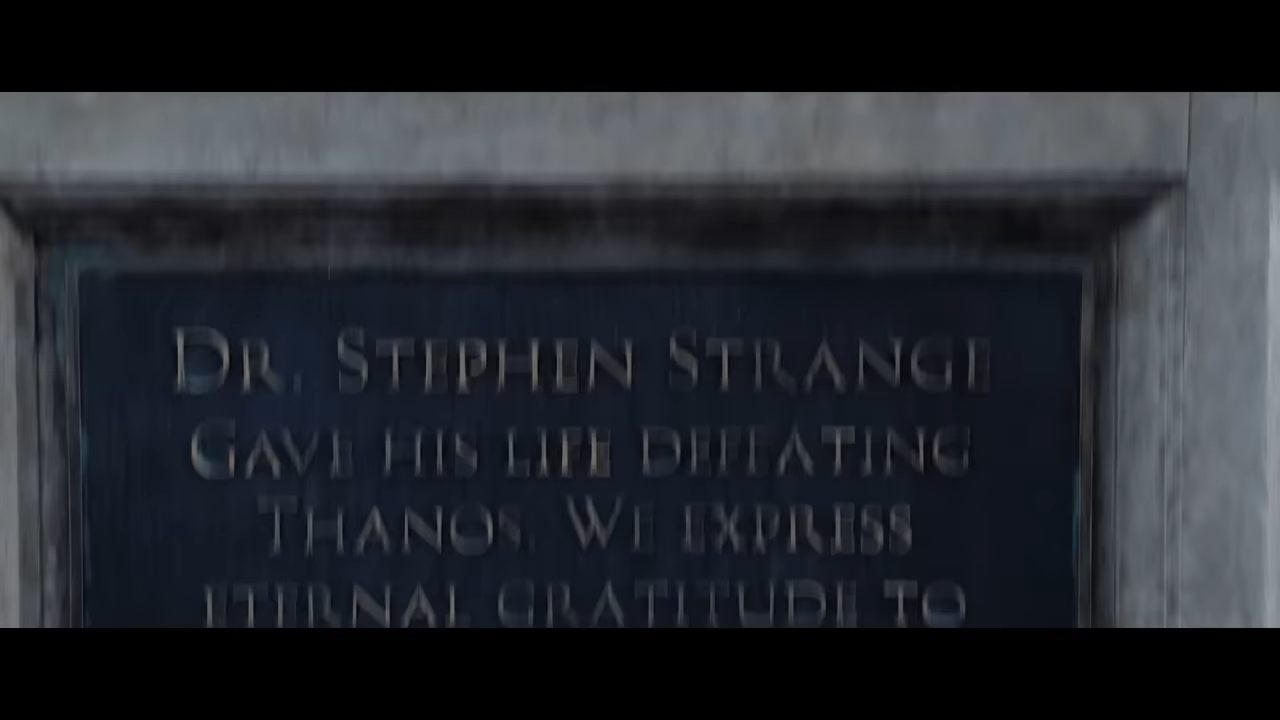 Dr. Stephen Strange
Gave his life defeating
Thanos. We express
eternal gratitude to